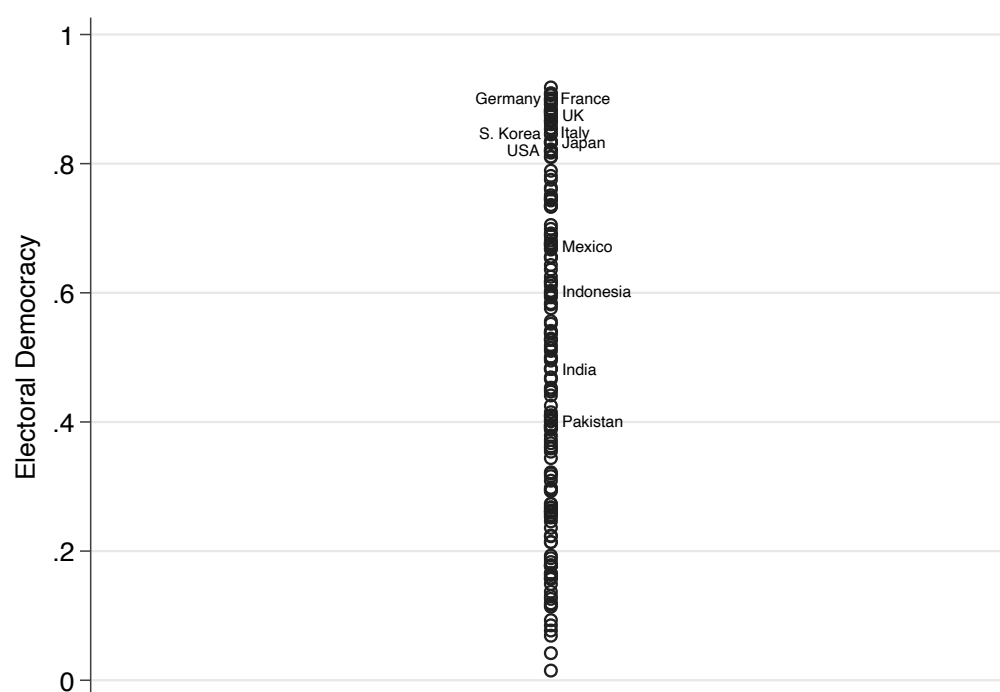 Electoral Democracy
1
.8
.6
.4
.2
0
Germany
France
UK
S. Korea
Italy
Japan
USA
Mexico
Indonesia
India
Pakistan